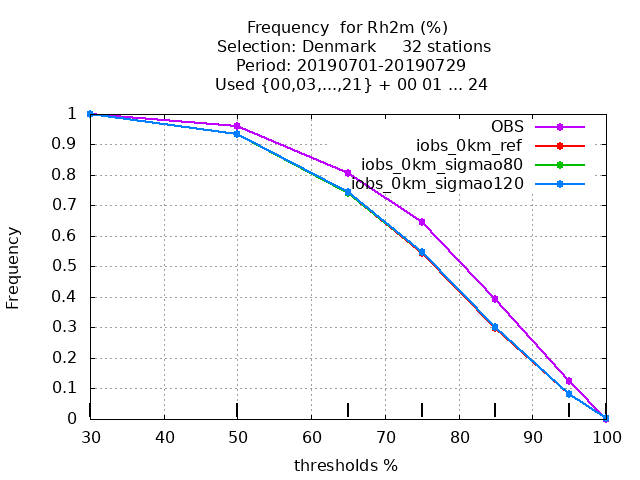 Frequency  for Rh2m (%)
Selection: Denmark     32 stations
Period: 20190701-20190729
Used {00,03,...,21} + 00 01 ... 24
OBS
iobs_0km_ref
iobs_0km_sigmao80
iobs_0km_sigmao120
1
0.9
0.8
0.7
0.6
0.5
0.4
0.3
0.2
0.1
0
Frequency
30 40 50 60 70 80 90 100
thresholds %